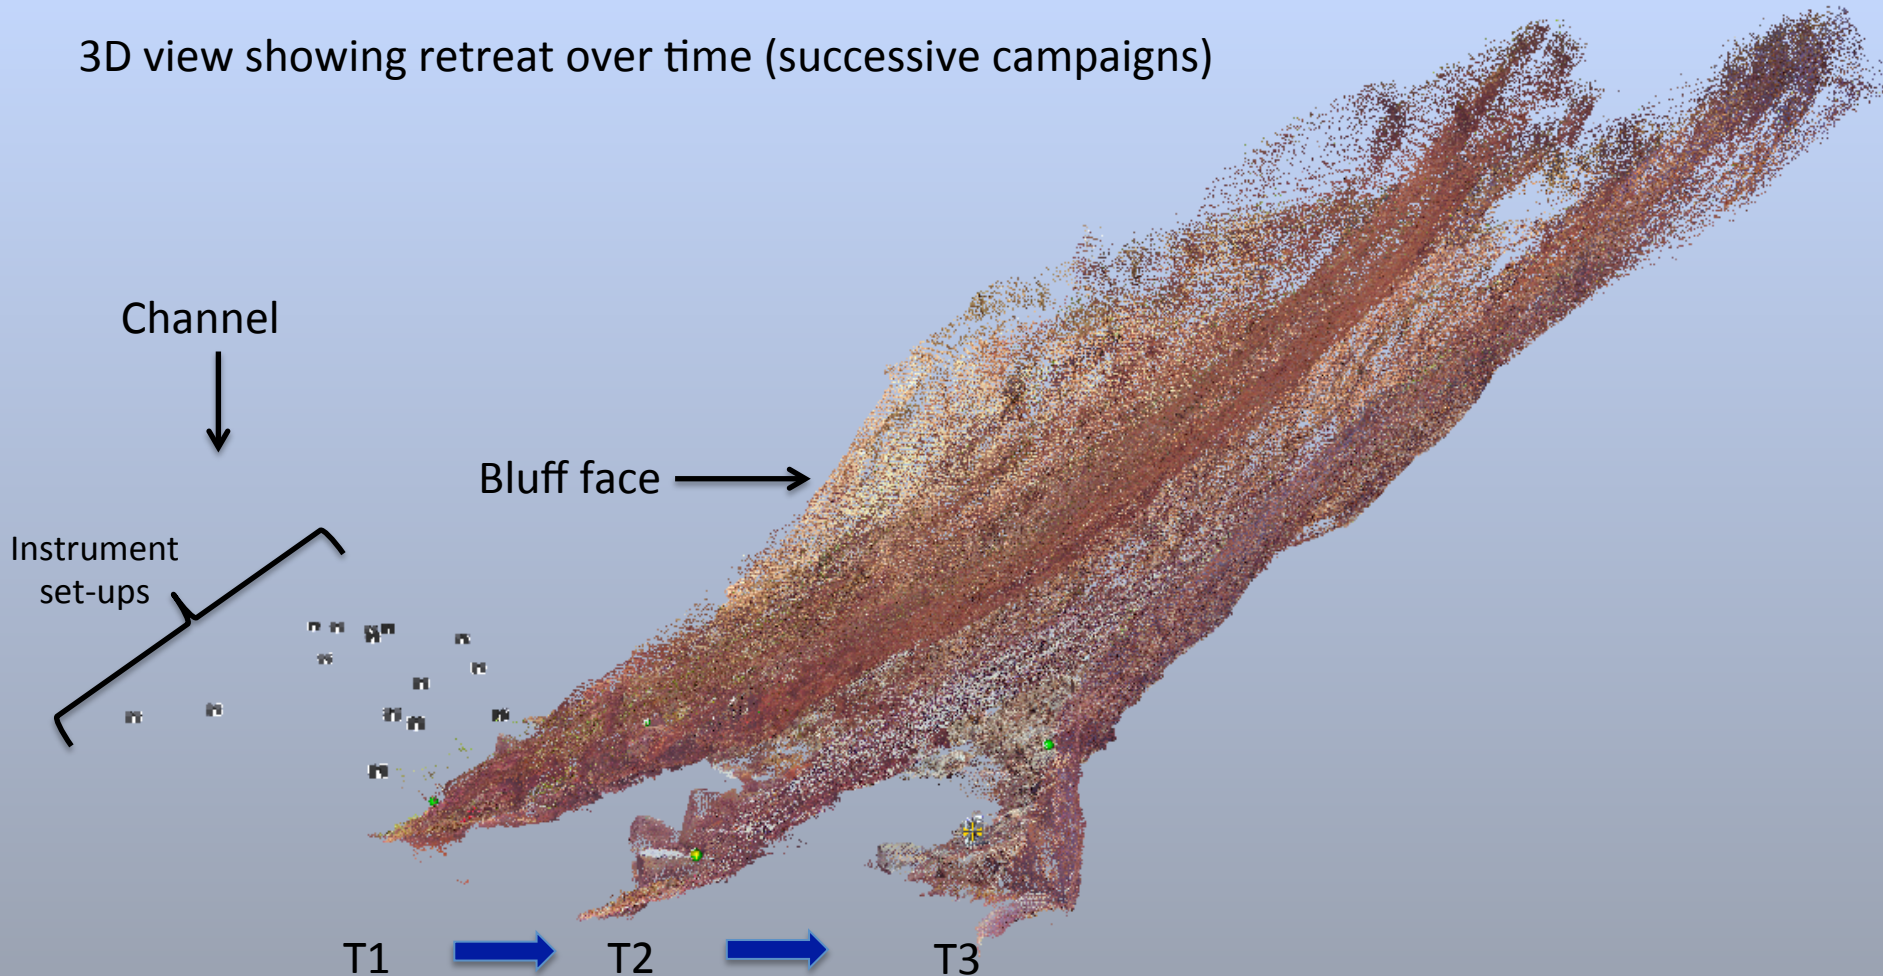 3D view showing retreat over time (successive campaigns)
Channel
Bluff face
Instrument
set-ups
T1
T2
T3